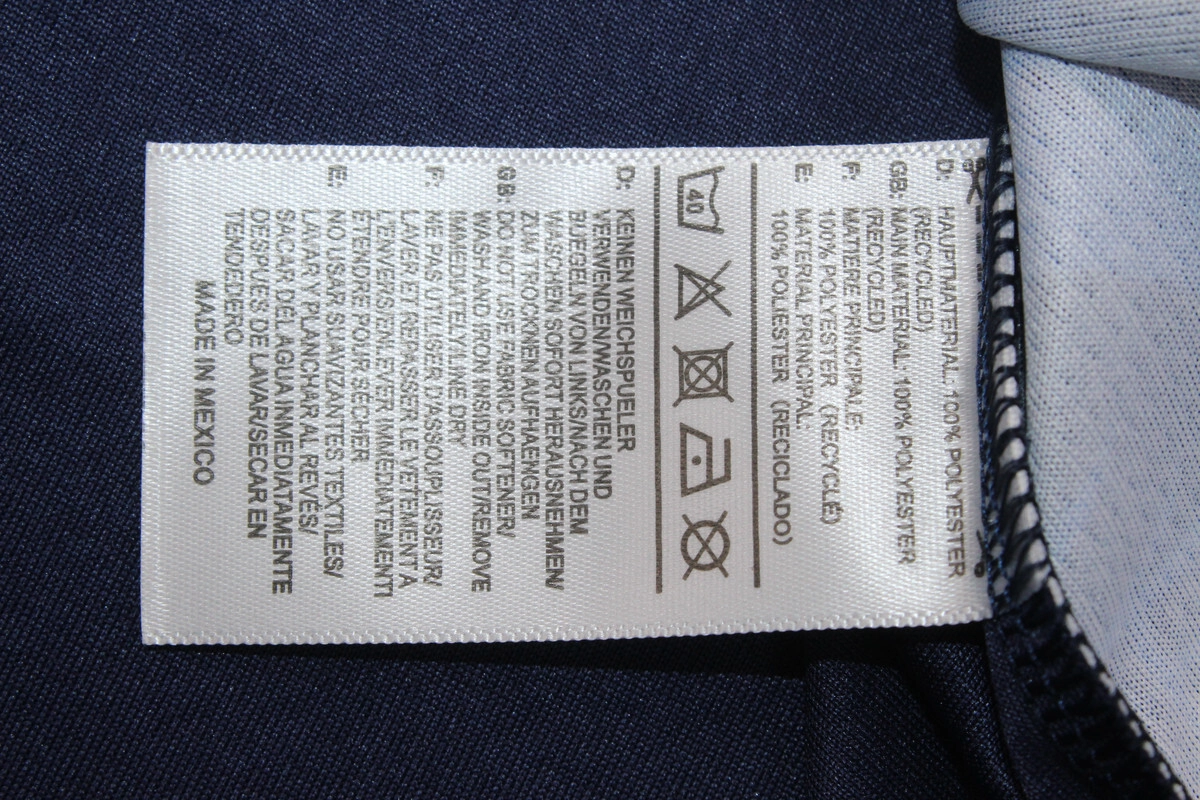 D: HAUPTMATERIAL: 100% POLYESTER
(RECYCLED)
GB: MAIN MATERIAL: 100% POLYESTER
(RECYCLED)
F: MATIERE PRINCIPALE:
100% POLYESTER (RECYCLÉ)
E: MATERIAL PRINCIPAL:
100% POLIESTER (RECICLADO)
40
D: KEINEN WEICHSPUELER
VERWENDEN/WASCHEN UND
BUEGELN VON LINKS/NACH DEM
WASCHEN SOFORT HERAUSNEHMEN/
ZUM TROCKNEN AUFHAENGEN
GB: DO NOT USE FABRIC SOFTENER/
WASH AND IRON INSIDE OUT/REMOVE
IMMEDIATELY/LINE DRY
F: NE PAS UTILISER D'ASSOUPLISSEUR/
LAVER ET REPASSER LE VÊTEMENT A
L'ENVERS/ENLEVER IMMEDIATEMENT/
ÉTENDRE POUR SÉCHER
E: NO USAR SUAVIZANTES TEXTILES/
LAVAR Y PLANCHAR AL REVÉS/
SACAR DEL AGUA INMEDIATAMENTE
DESPUES DE LAVAR/SECAR EN
TENDEDERO
MADE IN MEXICO